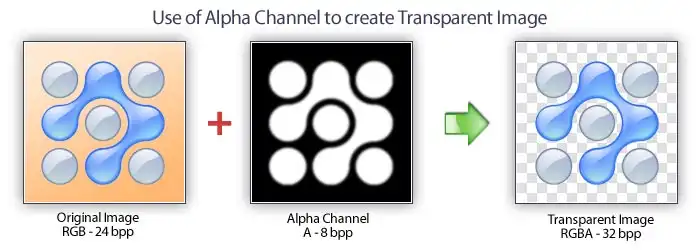 Use of Alpha Channel to create Transparent Image
Original Image
RGB - 24 bpp
Alpha Channel
A - 8 bpp
Transparent Image
RGBA - 32 bpp